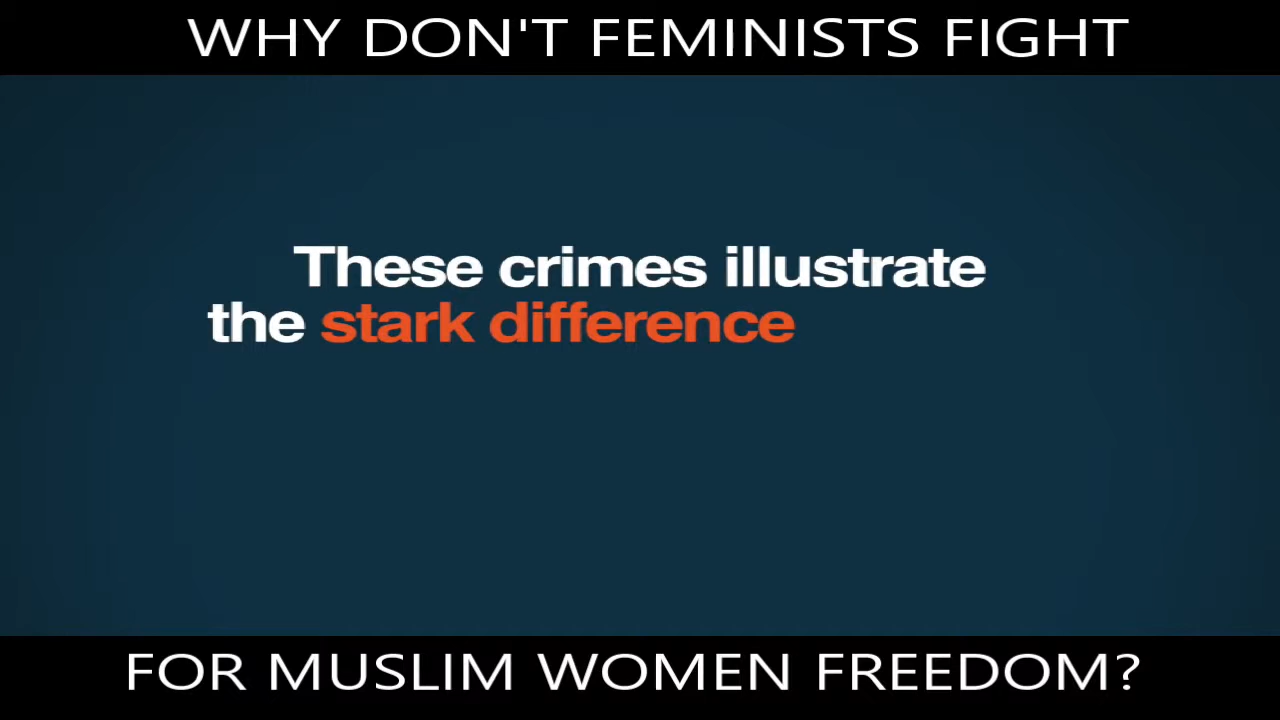 WHY DON'T FEMINISTS FIGHT
These crimes illustrate
the stark difference
FOR MUSLIM WOMEN FREEDOM?